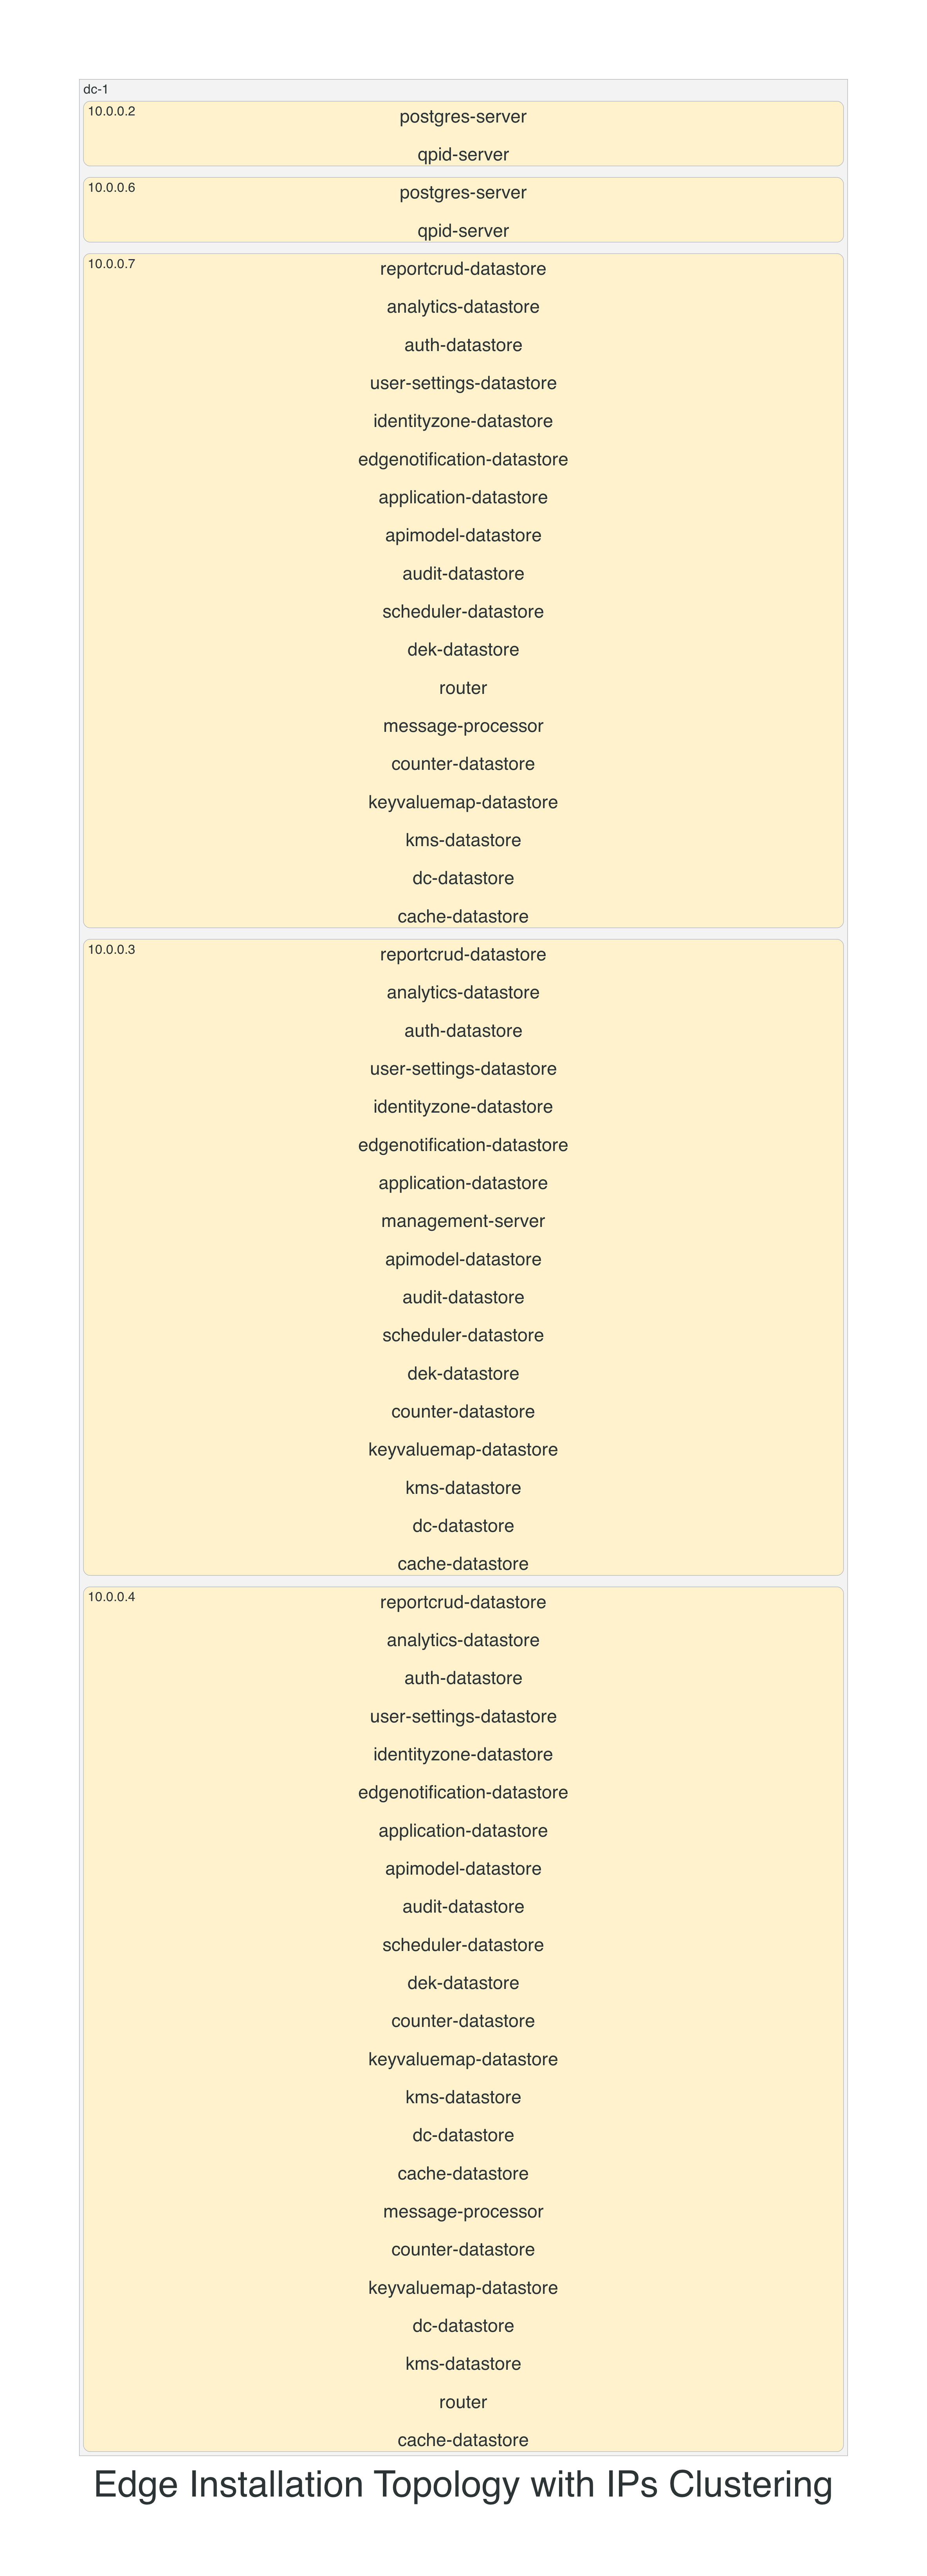 dc-1
10.0.0.2
postgres-server
qpid-server
10.0.0.6
postgres-server
qpid-server
10.0.0.7
reportcrud-datastore
analytics-datastore
auth-datastore
user-settings-datastore
identityzone-datastore
edgenotification-datastore
application-datastore
apimodel-datastore
audit-datastore
scheduler-datastore
dek-datastore
router
message-processor
counter-datastore
keyvaluemap-datastore
kms-datastore
dc-datastore
cache-datastore
10.0.0.3
reportcrud-datastore
analytics-datastore
auth-datastore
user-settings-datastore
identityzone-datastore
edgenotification-datastore
application-datastore
management-server
apimodel-datastore
audit-datastore
scheduler-datastore
dek-datastore
counter-datastore
keyvaluemap-datastore
kms-datastore
dc-datastore
cache-datastore
10.0.0.4
reportcrud-datastore
analytics-datastore
auth-datastore
user-settings-datastore
identityzone-datastore
edgenotification-datastore
application-datastore
apimodel-datastore
audit-datastore
scheduler-datastore
dek-datastore
counter-datastore
keyvaluemap-datastore
kms-datastore
dc-datastore
cache-datastore
message-processor
counter-datastore
keyvaluemap-datastore
dc-datastore
kms-datastore
router
cache-datastore
Edge Installation Topology with IPs Clustering